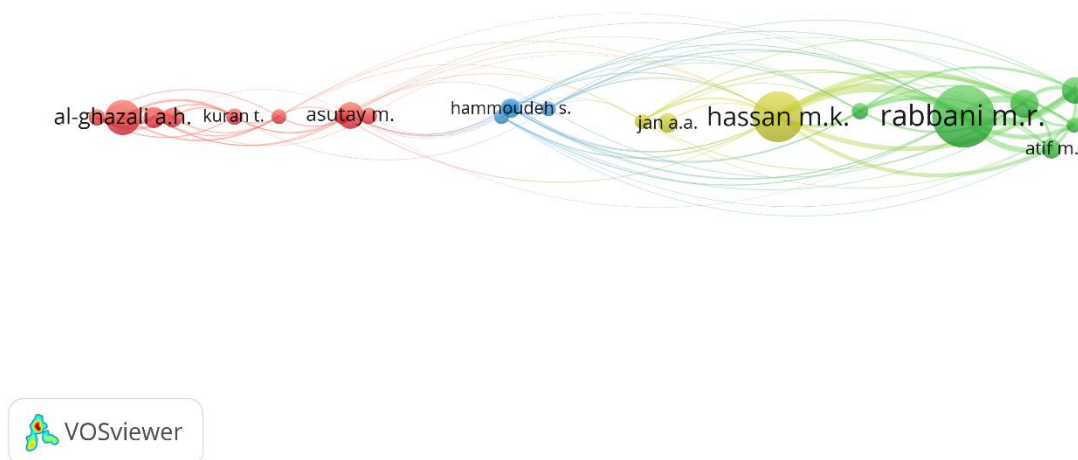 al-ghazali a.h.
kuran t.
asutay m.
hammoudeh s.
jan a.a.
hassan m.k.
rabbani m.r.
atif m.
VOSviewer